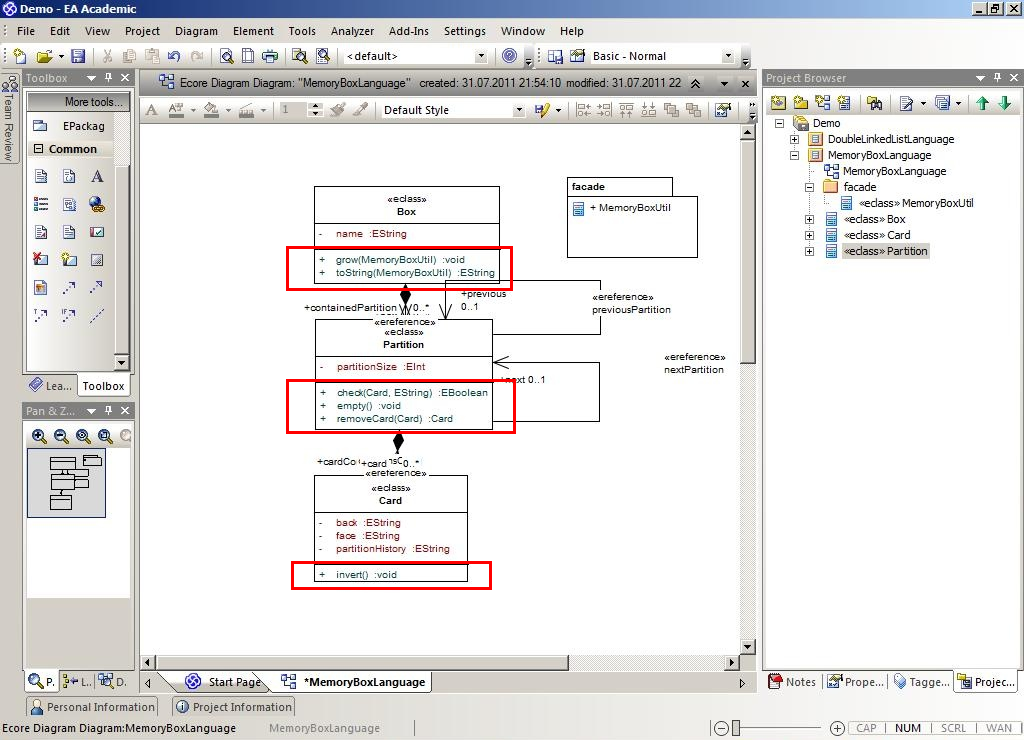 Demo - EA Academic
File Edit View Project Diagram Element Tools Analyzer Add-Ins Settings Window Help
<default> Basic - Normal
Team Review
Toolbox
More tools...
EPackag
Common
Lea... Toolbox
Pan & Z...
P. L.. D.
Ecore Diagram Diagram: "MemoryBoxLanguage" created: 31.07.2011 21:54:10 modified: 31.07.2011 22
1 Default Style
«eclass»
Box
- name :EString
+ grow(MemoryBoxUtil) :void
+ toString(MemoryBoxUtil) :EString
facade
+ MemoryBoxUtil
+containedPartition 0..*
+previous
0..1
«ereference»
previousPartition
«ereference»
«eclass»
Partition
- partitionSize :EInt
+ check(Card, EString) :EBoolean
+ empty() :void
+ removeCard(Card) :Card
next 0..1
«ereference»
nextPartition
+card 0..*
«ereference»
«eclass»
Card
- back :EString
- face :EString
- partitionHistory :EString
+ invert() :void
Start Page *MemoryBoxLanguage
Project Browser
Demo
DoubleLinkedListLanguage
MemoryBoxLanguage
MemoryBoxLanguage
facade
«eclass» MemoryBoxUtil
«eclass» Box
«eclass» Card
«eclass» Partition
Notes Prope... Tagge... Projec...
Personal Information Project Information
Ecore Diagram Diagram:MemoryBoxLanguage MemoryBoxLanguage CAP NUM SCRL WAN